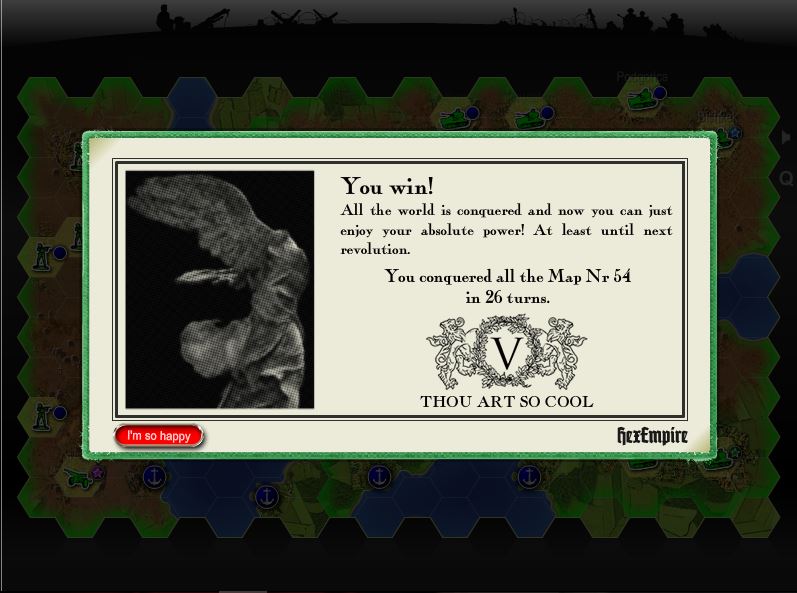 Podgorica
You win!
All the world is conquered and now you can just
enjoy your absolute power! At least until next
revolution.
You conquered all the Map Nr 54
in 26 turns.
V
THOU ART SO COOL
I'm so happy
HexEmpire
Q